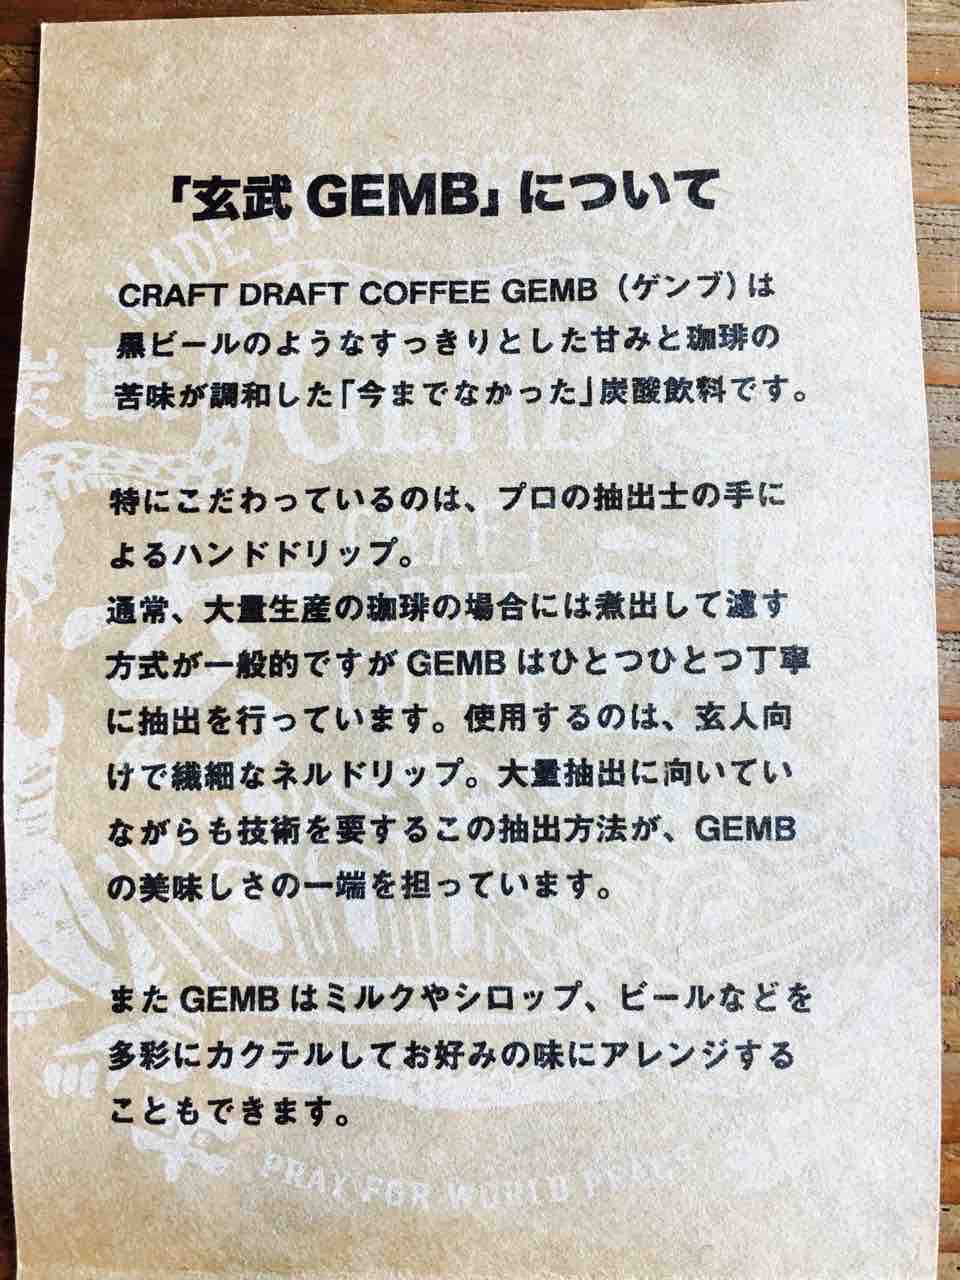 「玄武 GEMB」について
CRAFT DRAFT COFFEE GEMB（ゲンブ）は
黒ビールのようなすっきりとした甘みと珈琲の
苦味が調和した「今までなかった」炭酸飲料です。
特にこだわっているのは、プロの抽出士の手に
よるハンドドリップ。
通常、大量生産の珈琲の場合には煮出して濾す
方式が一般的ですが GEMB はひとつひとつ丁寧
に抽出を行っています。使用するのは、玄人向
けで繊細なネルドリップ。大量抽出に向いてい
ながらも技術を要するこの抽出方法が、GEMB
の美味しさの一端を担っています。
また GEMB はミルクやシロップ、ビールなどを
多彩にカクテルしてお好みの味にアレンジする
こともできます。
MADE
GEMB
CRAFT
DRAFT
COFFEE
PRAY FOR WORLD PEACE